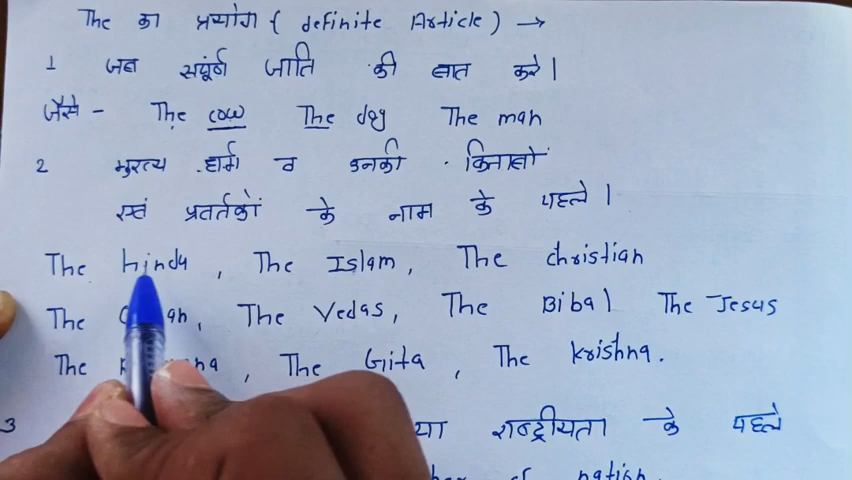 The का प्रयोग ( definite Article ) →
1 जब संपूर्ण जाति की बात करे।
जैसे - The cow The dog The man
2 मुख्य धर्म व उनकी किताबों
एवं प्रवर्तकों के नाम के पहले।
The hindu , The Islam, The christian
The , The Vedas, The Bibal The Jesus
The , The Gita , The Krishna.
3 या राष्ट्रीयता के पहले
of nation.